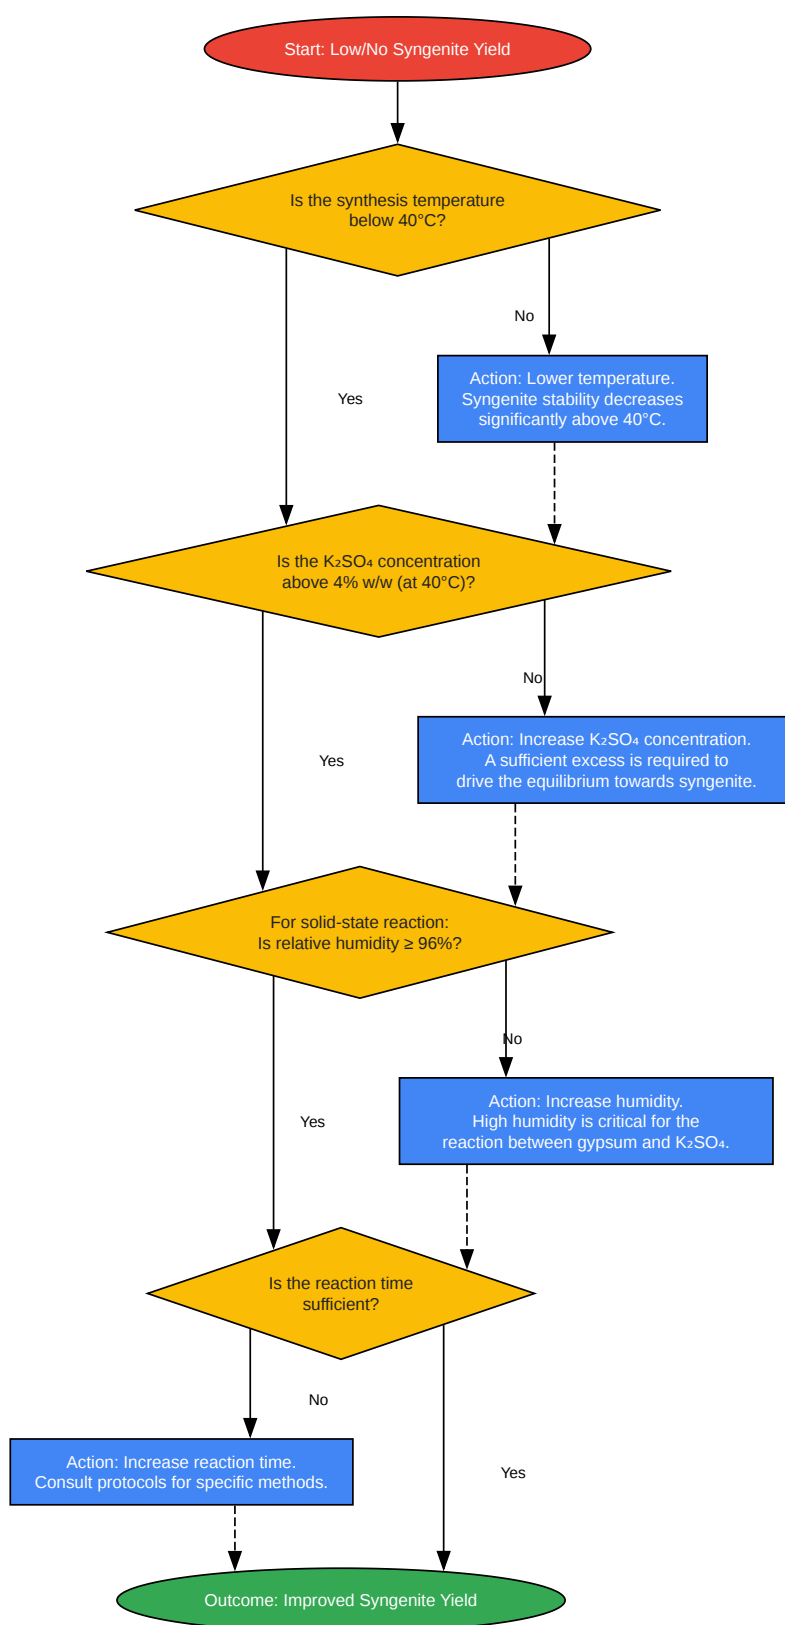 Start: Low/No Syngenite Yield
Is the synthesis temperature
below 40°C?
No
Yes
Action: Lower temperature.
Syngenite stability decreases
significantly above 40°C.
Is the K₂SO₄ concentration
above 4% w/w (at 40°C)?
No
Yes
Action: Increase K₂SO₄ concentration.
A sufficient excess is required to
drive the equilibrium towards syngenite.
For solid-state reaction:
Is relative humidity ≥ 96%?
No
Yes
Action: Increase humidity.
High humidity is critical for the
reaction between gypsum and K₂SO₄.
Is the reaction time
sufficient?
No
Yes
Action: Increase reaction time.
Consult protocols for specific methods.
Outcome: Improved Syngenite Yield